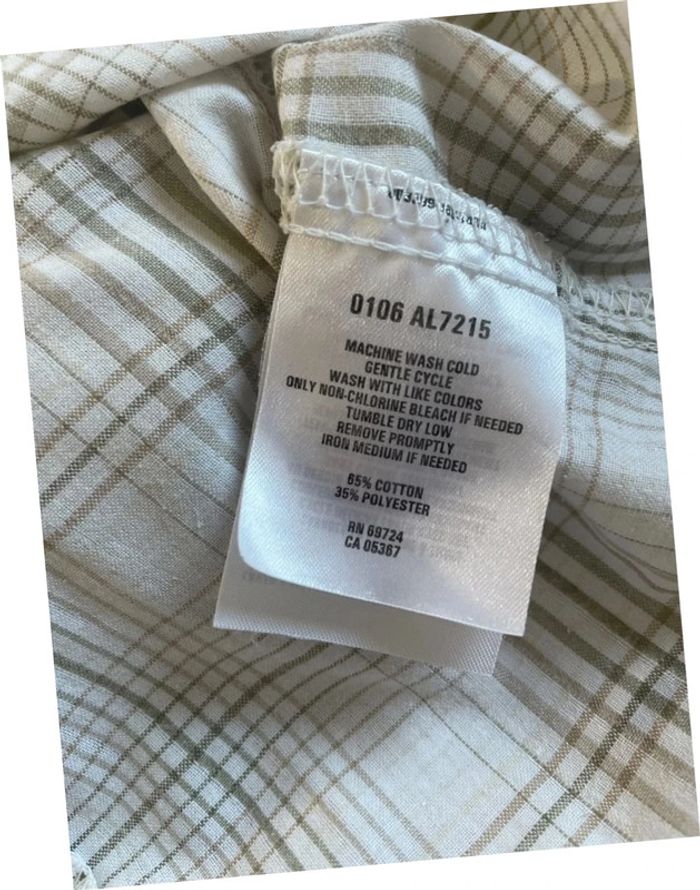 0106 AL7215
MACHINE WASH COLD
GENTLE CYCLE
WASH WITH LIKE COLORS
ONLY NON-CHLORINE BLEACH IF NEEDED
TUMBLE DRY LOW
REMOVE PROMPTLY
IRON MEDIUM IF NEEDED
65% COTTON
35% POLYESTER
RN 69724
CA 05367